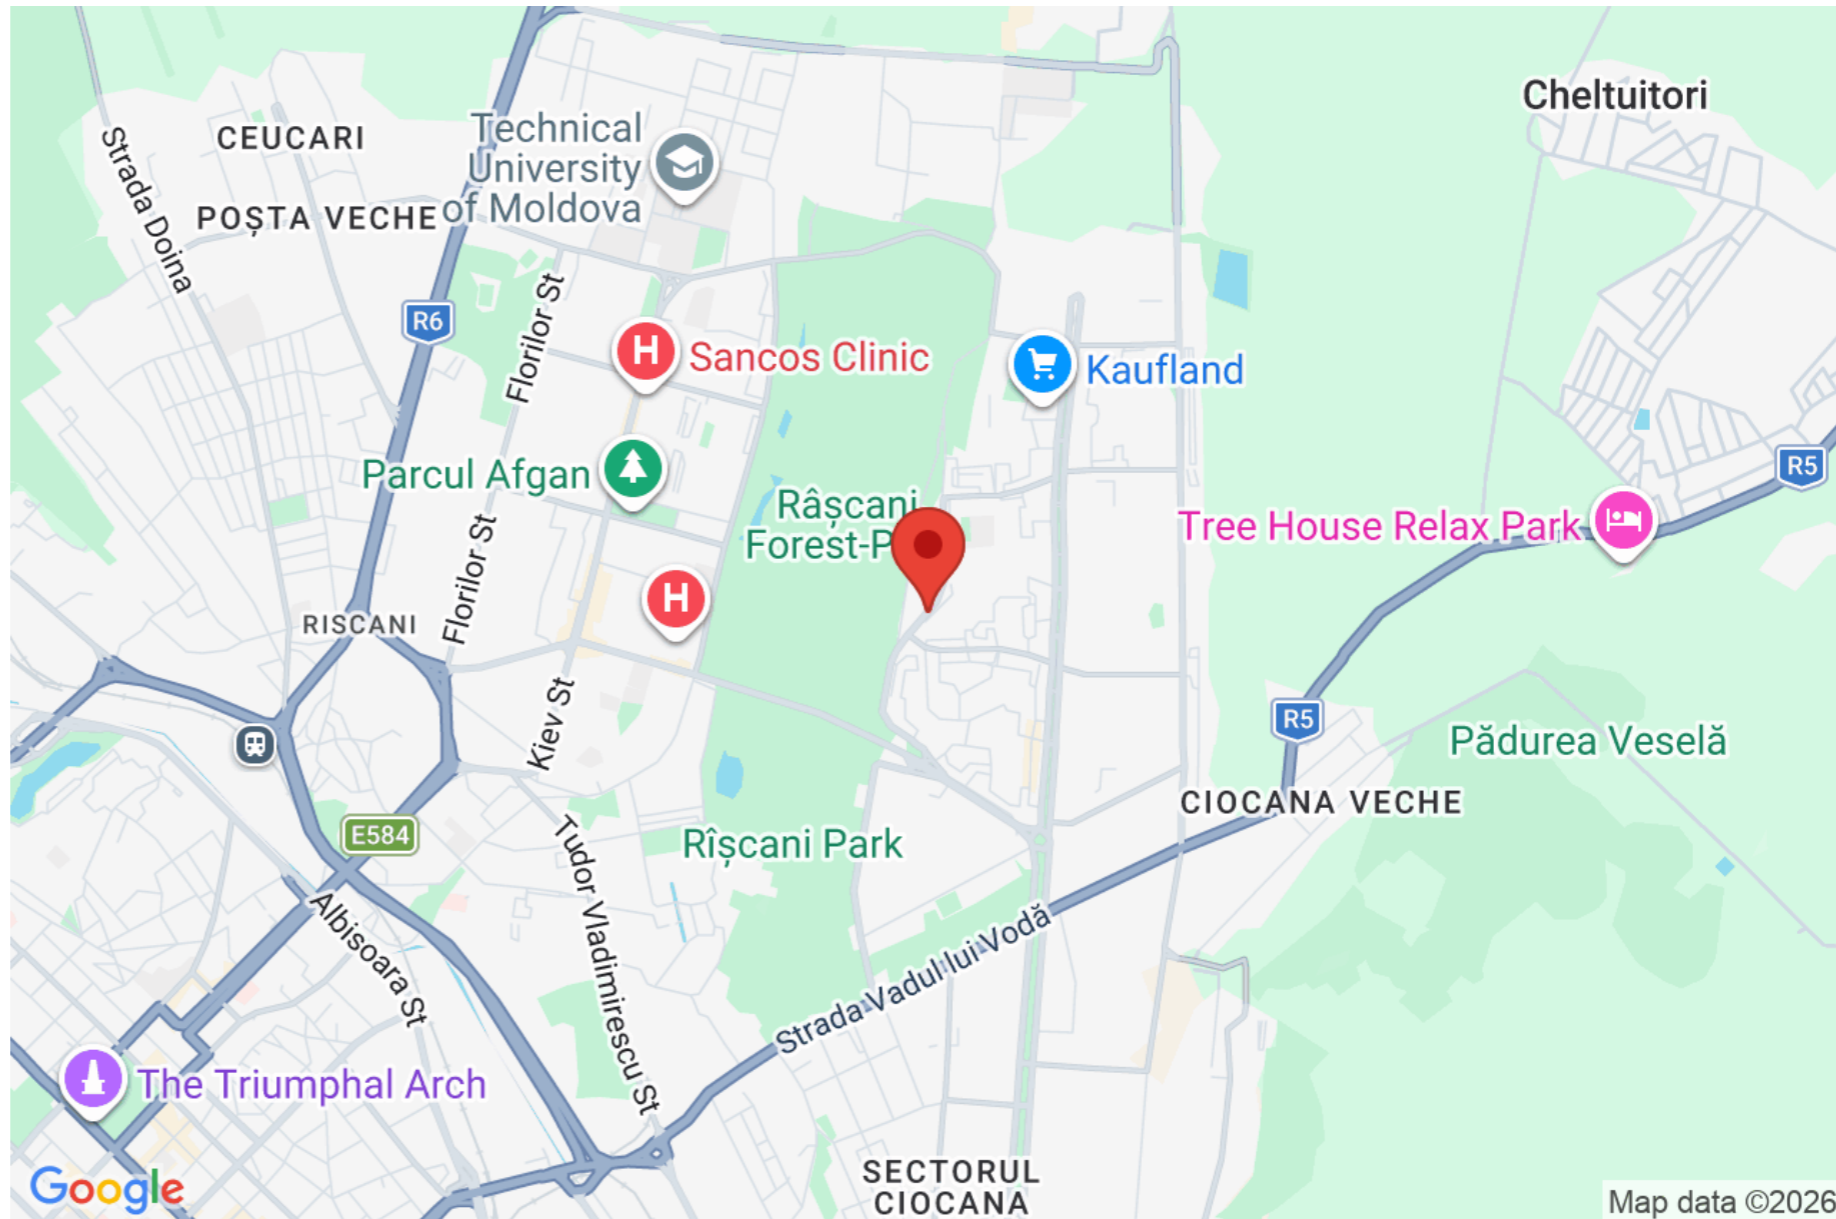 Cheltuitori
CEUCARI
Technical
University
of Moldova
Strada Doina
POȘTA VECHE
R6
Florilor St
H
Sancos Clinic
Kaufland
Parcul Afgan
R5
Râșcani
Forest-P
Tree House Relax Park
Florilor St
H
RISCANI
Kiev St
R5
Pădurea Veselă
CIOCANA VECHE
E584
Rîșcani Park
Tudor Vladimirescu St
Albisoara St
Strada Vadul lui Vodă
The Triumphal Arch
SECTORUL
CIOCANA
Google
Map data ©2026